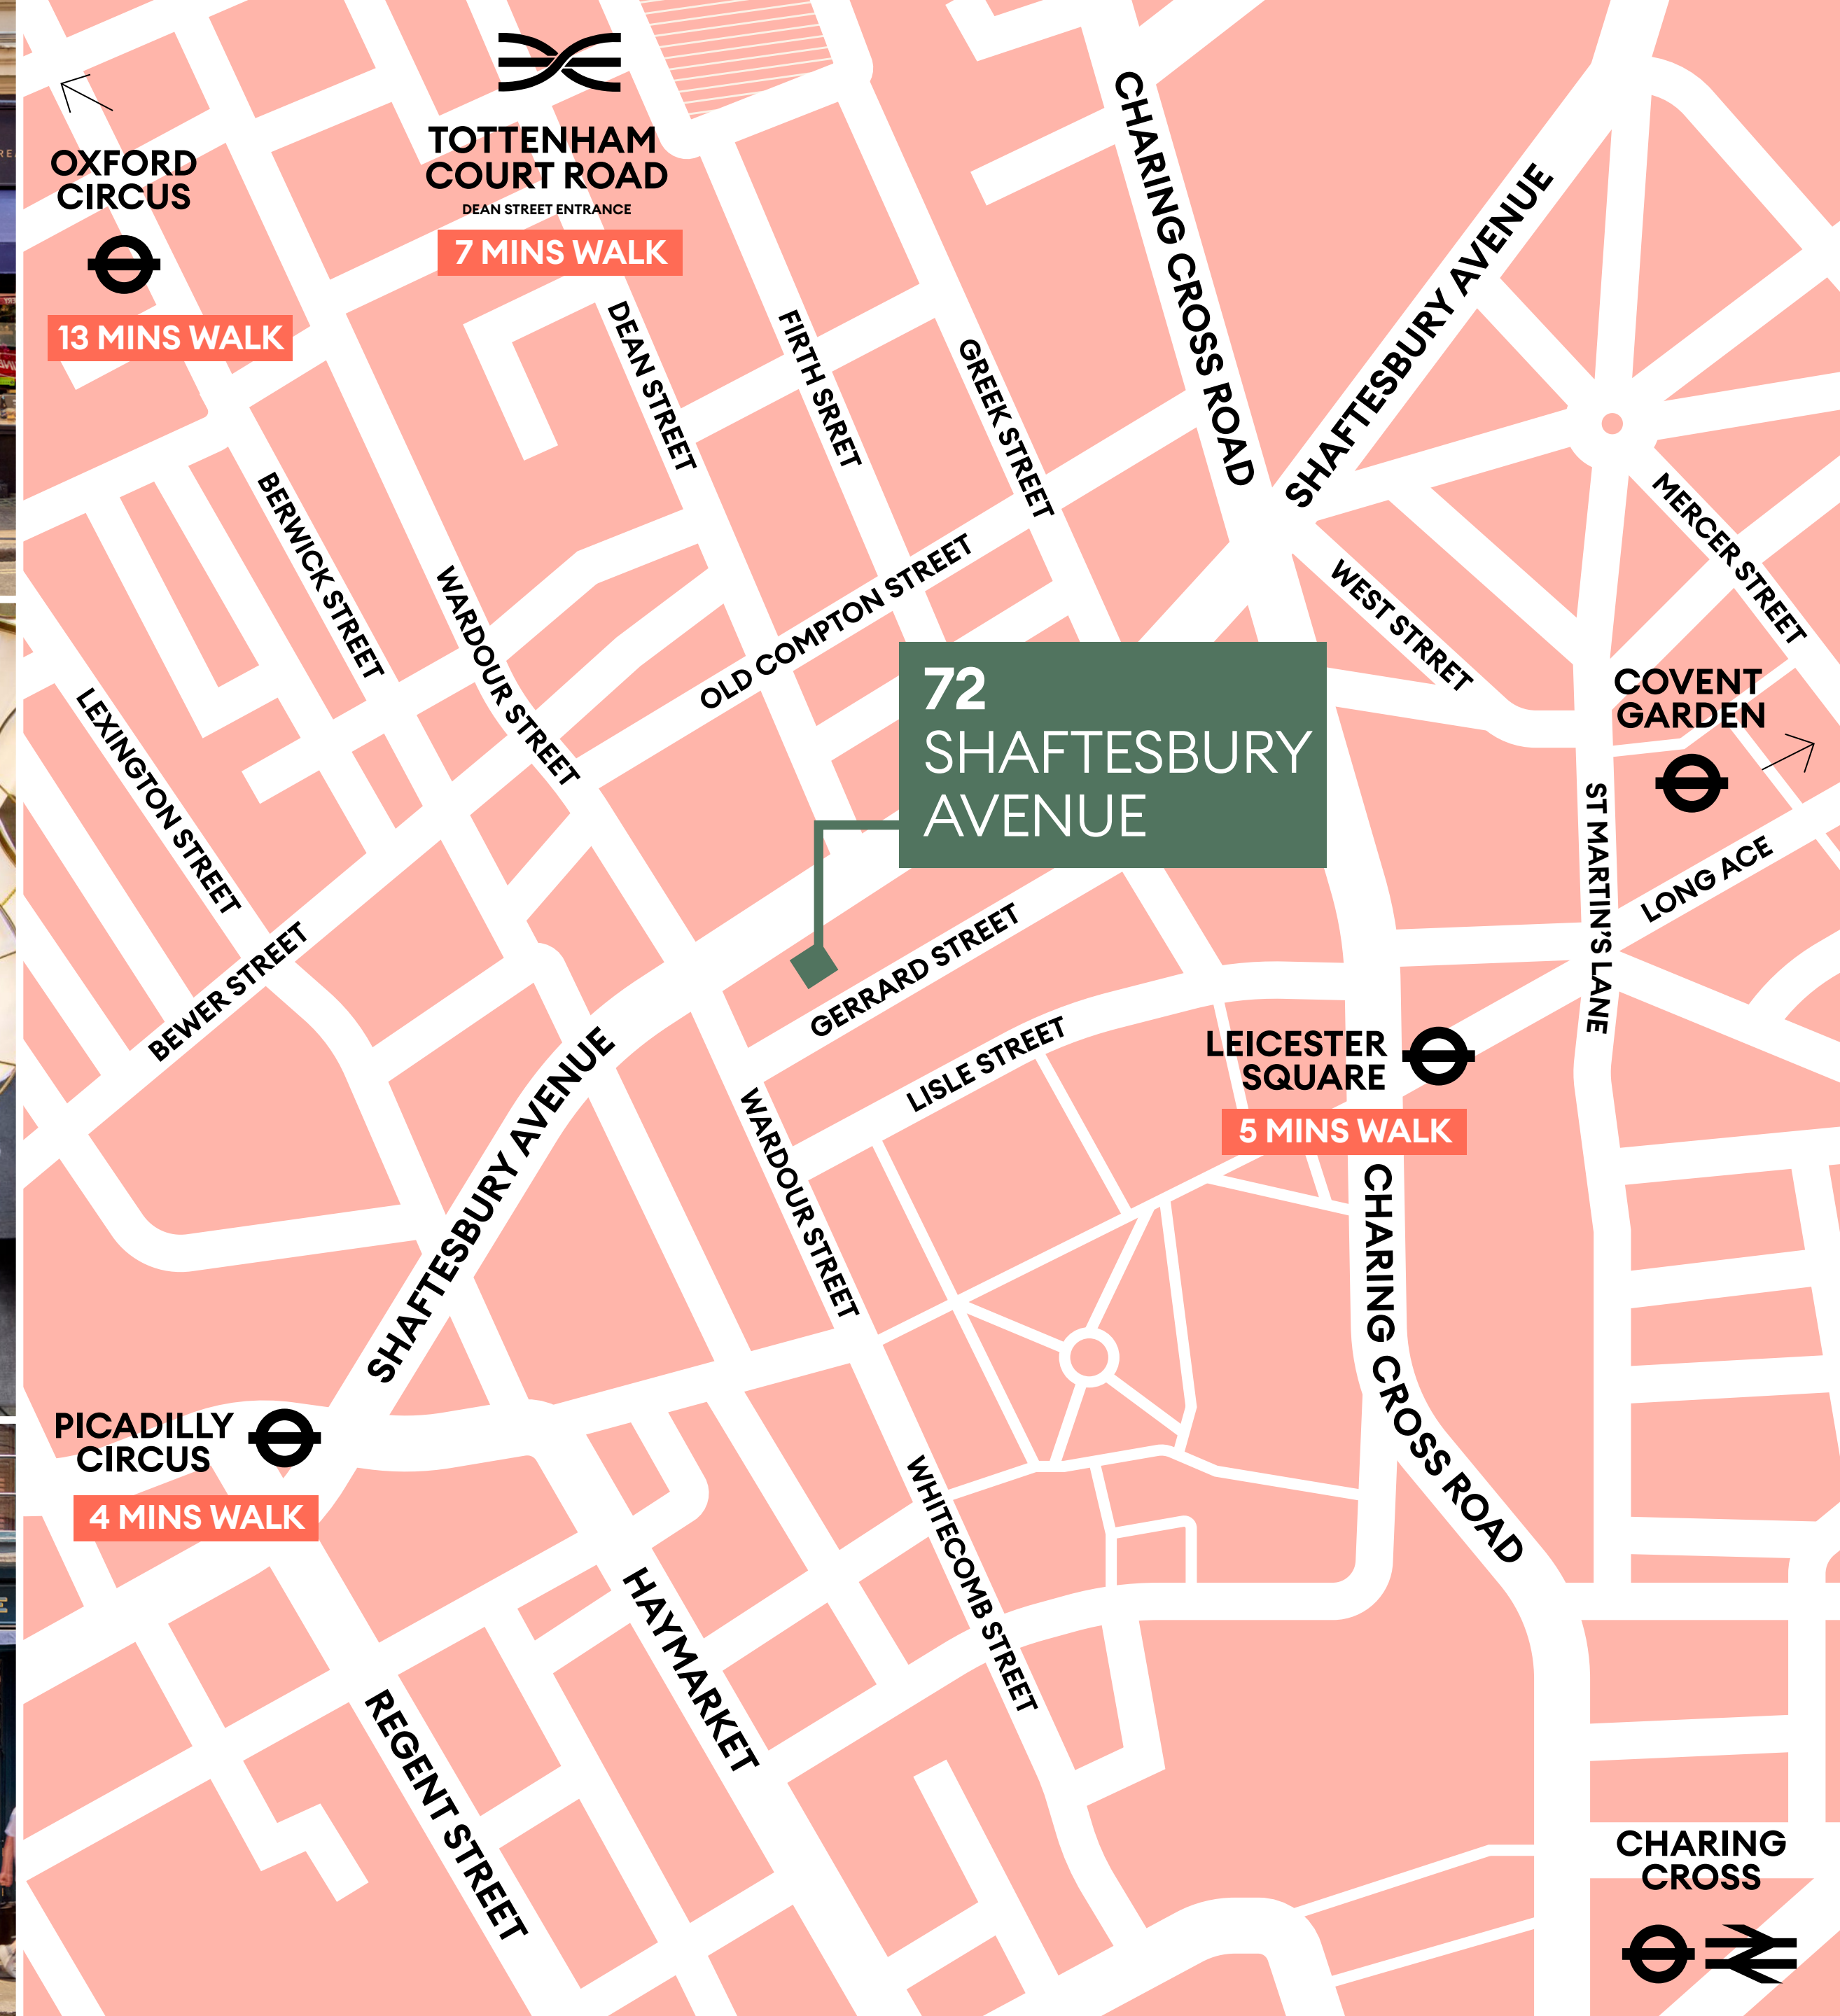 OXFORD
CIRCUS
13 MINS WALK
TOTTENHAM
COURT ROAD
DEAN STREET ENTRANCE
7 MINS WALK
CHARING CROSS ROAD
SHAFTESBURY AVENUE
DEAN STREET
FIRTH SRRET
GREEK STREET
BERWICK STREET
WARDOUR STREET
OLD COMPTON STREET
WEST STRRET
MERCER STREET
LEXINGTON STREET
72
SHAFTESBURY
AVENUE
COVENT
GARDEN
ST MARTIN'S LANE
LONG ACE
BEWER STREET
GERRARD STREET
LISLE STREET
SHAFTESBURY AVENUE
WARDOUR STREET
LEICESTER
SQUARE
5 MINS WALK
CHARING CROSS ROAD
PICADILLY
CIRCUS
4 MINS WALK
WHITECOMB STREET
HAYMARKET
REGENT STREET
CHARING
CROSS